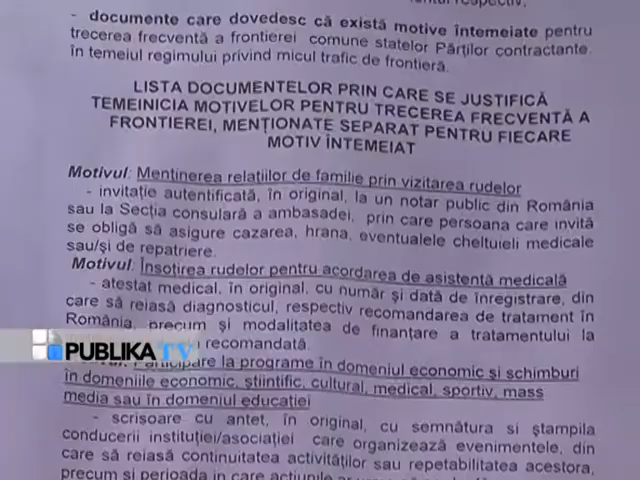 - documente care dovedesc că există motive întemeiate pentru
trecerea frecventă a frontierei comune statelor Părților contractante,
în temeiul regimului privind micul trafic de frontieră.
LISTA DOCUMENTELOR PRIN CARE SE JUSTIFICĂ
TEMEINICIA MOTIVELOR PENTRU TRECEREA FRECVENTĂ A
FRONTIEREI, MENȚIONATE SEPARAT PENTRU FIECARE
MOTIV ÎNTEMEIAT
Motivul: Menținerea relațiilor de familie prin vizitarea rudelor
- invitație autentificată, în original, la un notar public din România
sau la Secția consulară a ambasadei, prin care persoana care invită
se obligă să asigure cazarea, hrana, eventualele cheltuieli medicale
sau/și de repatriere.
Motivul: Însoțirea rudelor pentru acordarea de asistență medicală
- atestat medical, în original, cu număr și dată de înregistrare, din
care să reiasă diagnosticul, respectiv recomandarea de tratament în
România, precum și modalitatea de finanțare a tratamentului la
recomandată.
PUBLIKA TV
Participare la programe în domeniul economic și schimburi
în domeniile economic, științific, cultural, medical, sportiv, mass
media sau în domeniul educației
- scrisoare cu antet, în original, cu semnătura și ștampila
conducerii instituției/asociației care organizează evenimentele, din
care să reiasă continuitatea activităților sau repetabilitatea acestora,
precum și perioada în care acțiunile